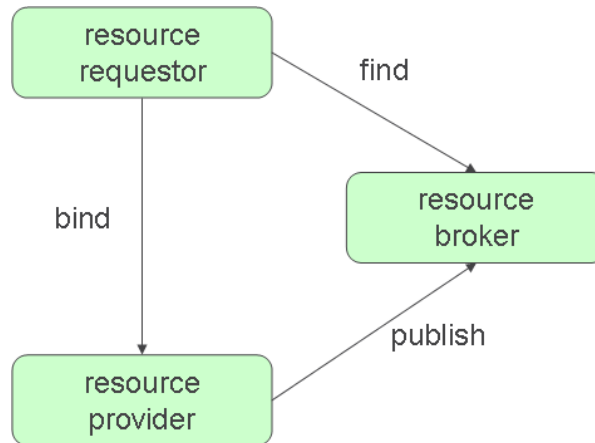 resource
requestor
find
resource
broker
bind
publish
resource
provider